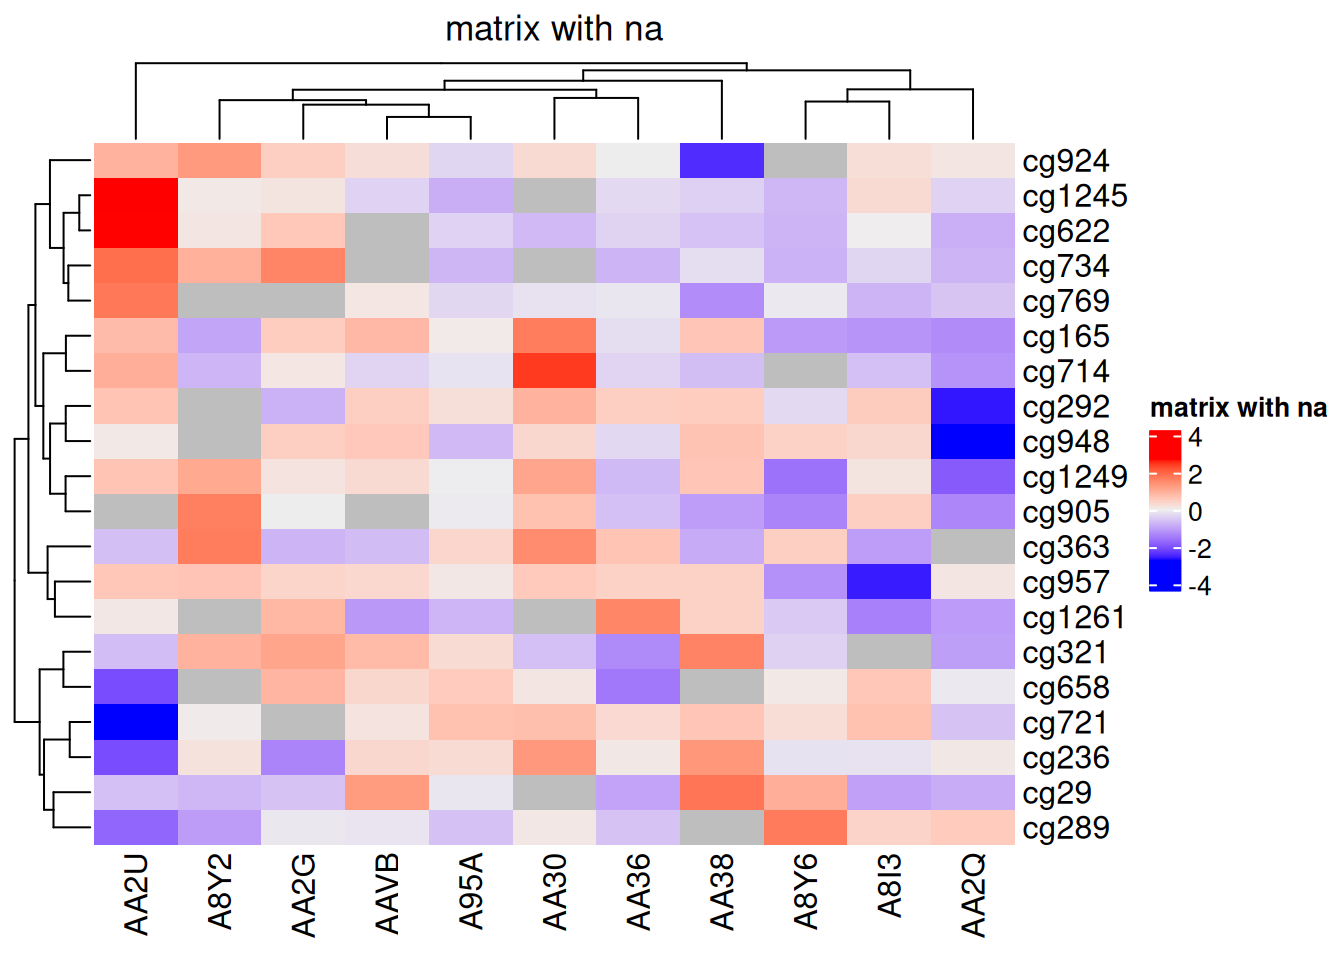 matrix with na
cg924
cg1245
cg622
cg734
cg769
cg165
cg714
cg292
cg948
cg1249
cg905
cg363
cg957
cg1261
cg321
cg658
cg721
cg236
cg29
cg289
matrix with na
4
2
0
-2
-4
AA2U
A8Y2
AA2G
AAVB
A95A
AA30
AA36
AA38
A8Y6
A8I3
AA2Q